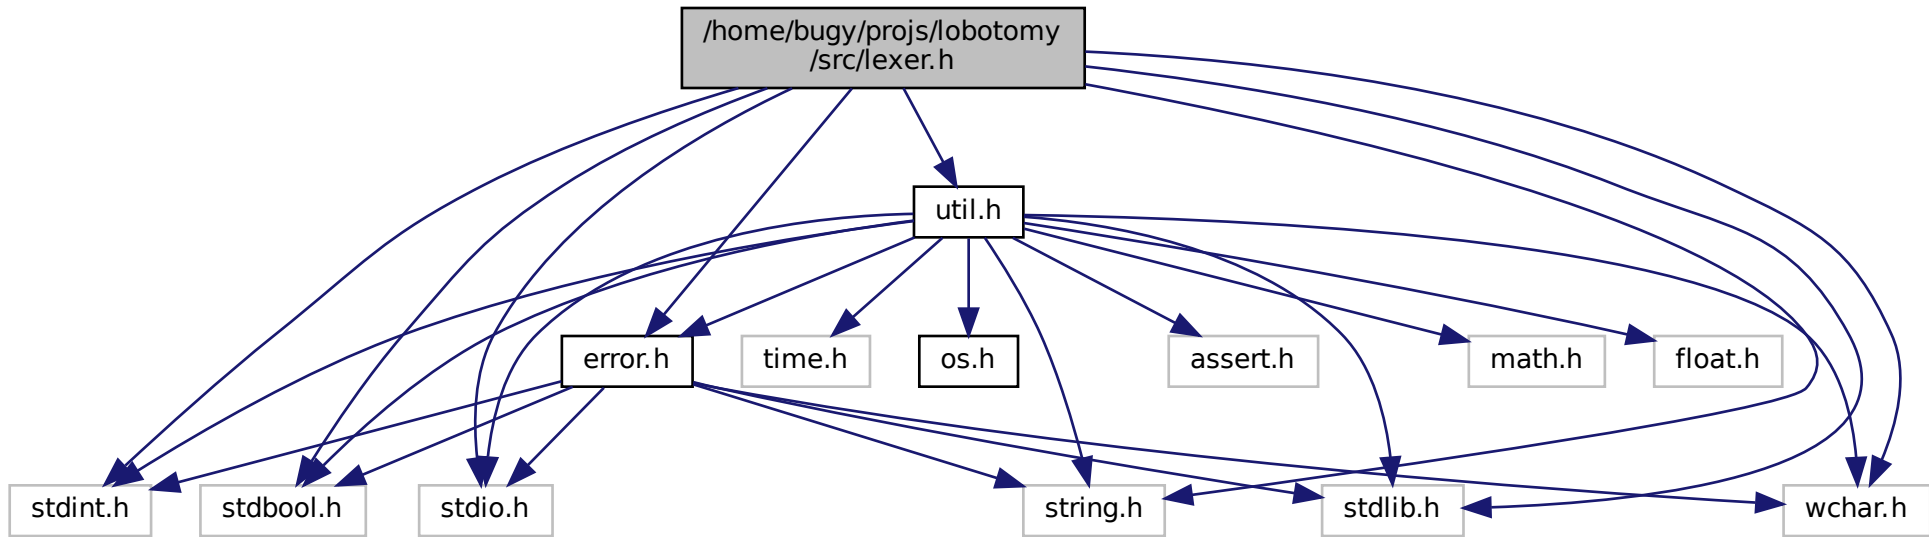 /home/bugy/projs/lobotomy
/src/lexer.h
util.h
error.h
time.h
os.h
assert.h
math.h
float.h
stdint.h
stdbool.h
stdio.h
string.h
stdlib.h
wchar.h